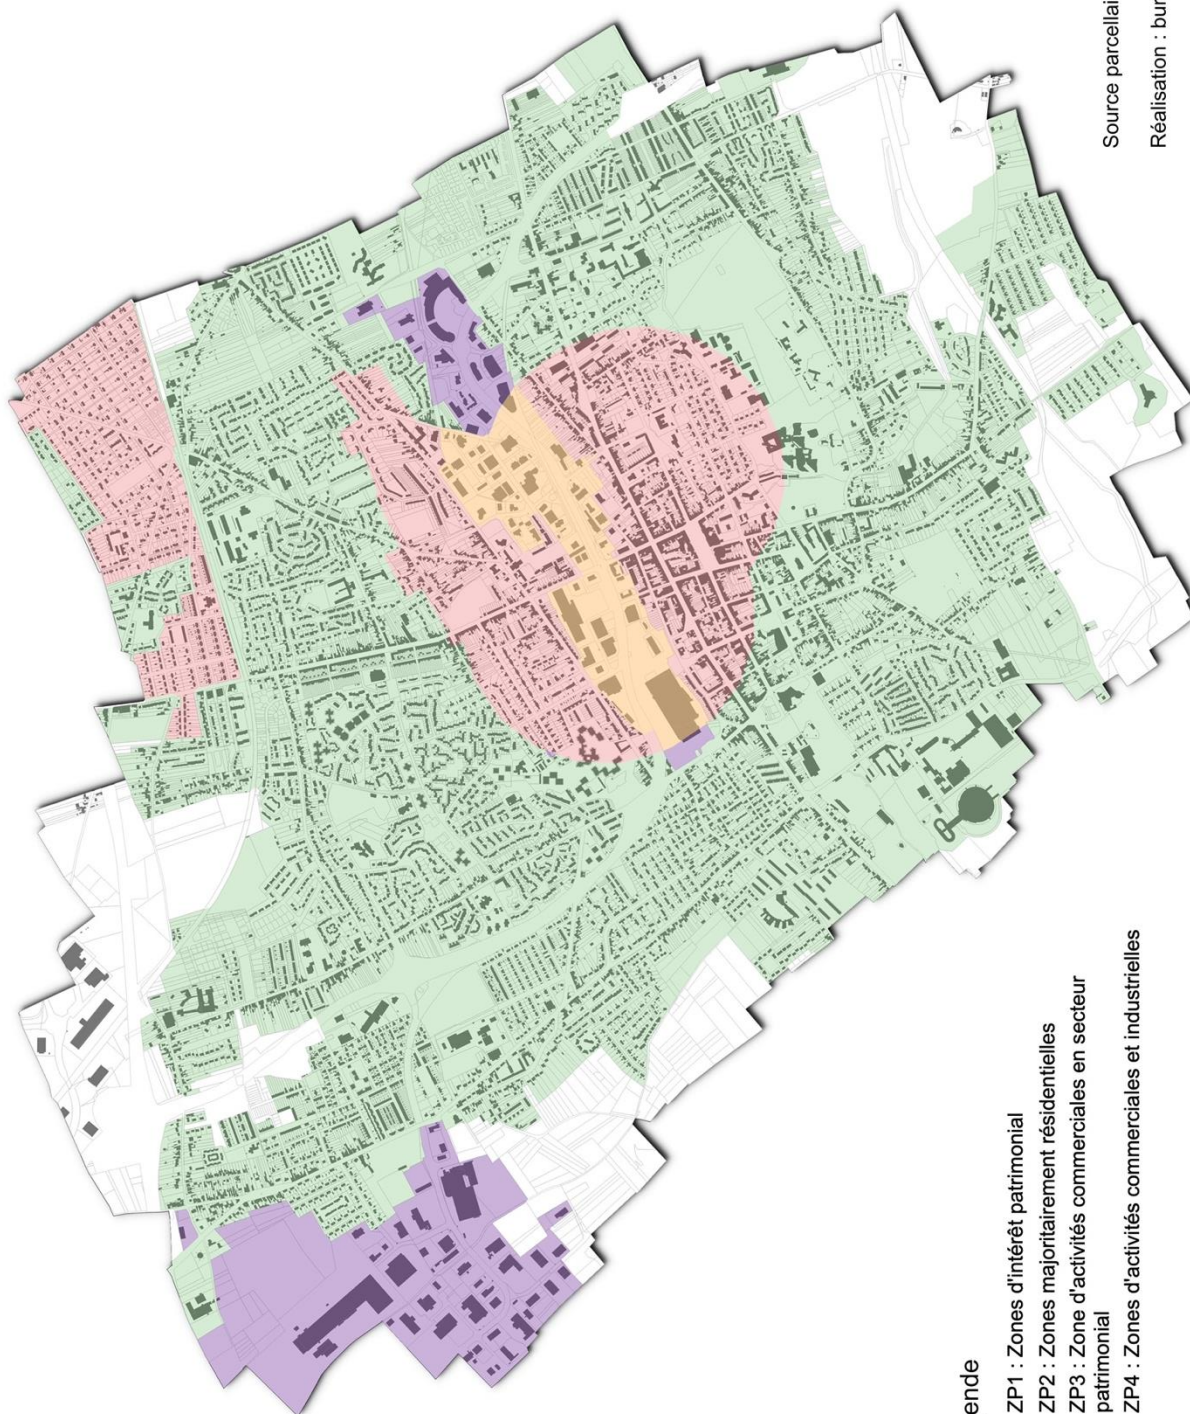 Source parcellai
Réalisation : bur
ende
ZP1 : Zones d'intérêt patrimonial
ZP2 : Zones majoritairement résidentielles
ZP3 : Zone d'activités commerciales en secteur
patrimonial
ZP4 : Zones d'activités commerciales et industrielles